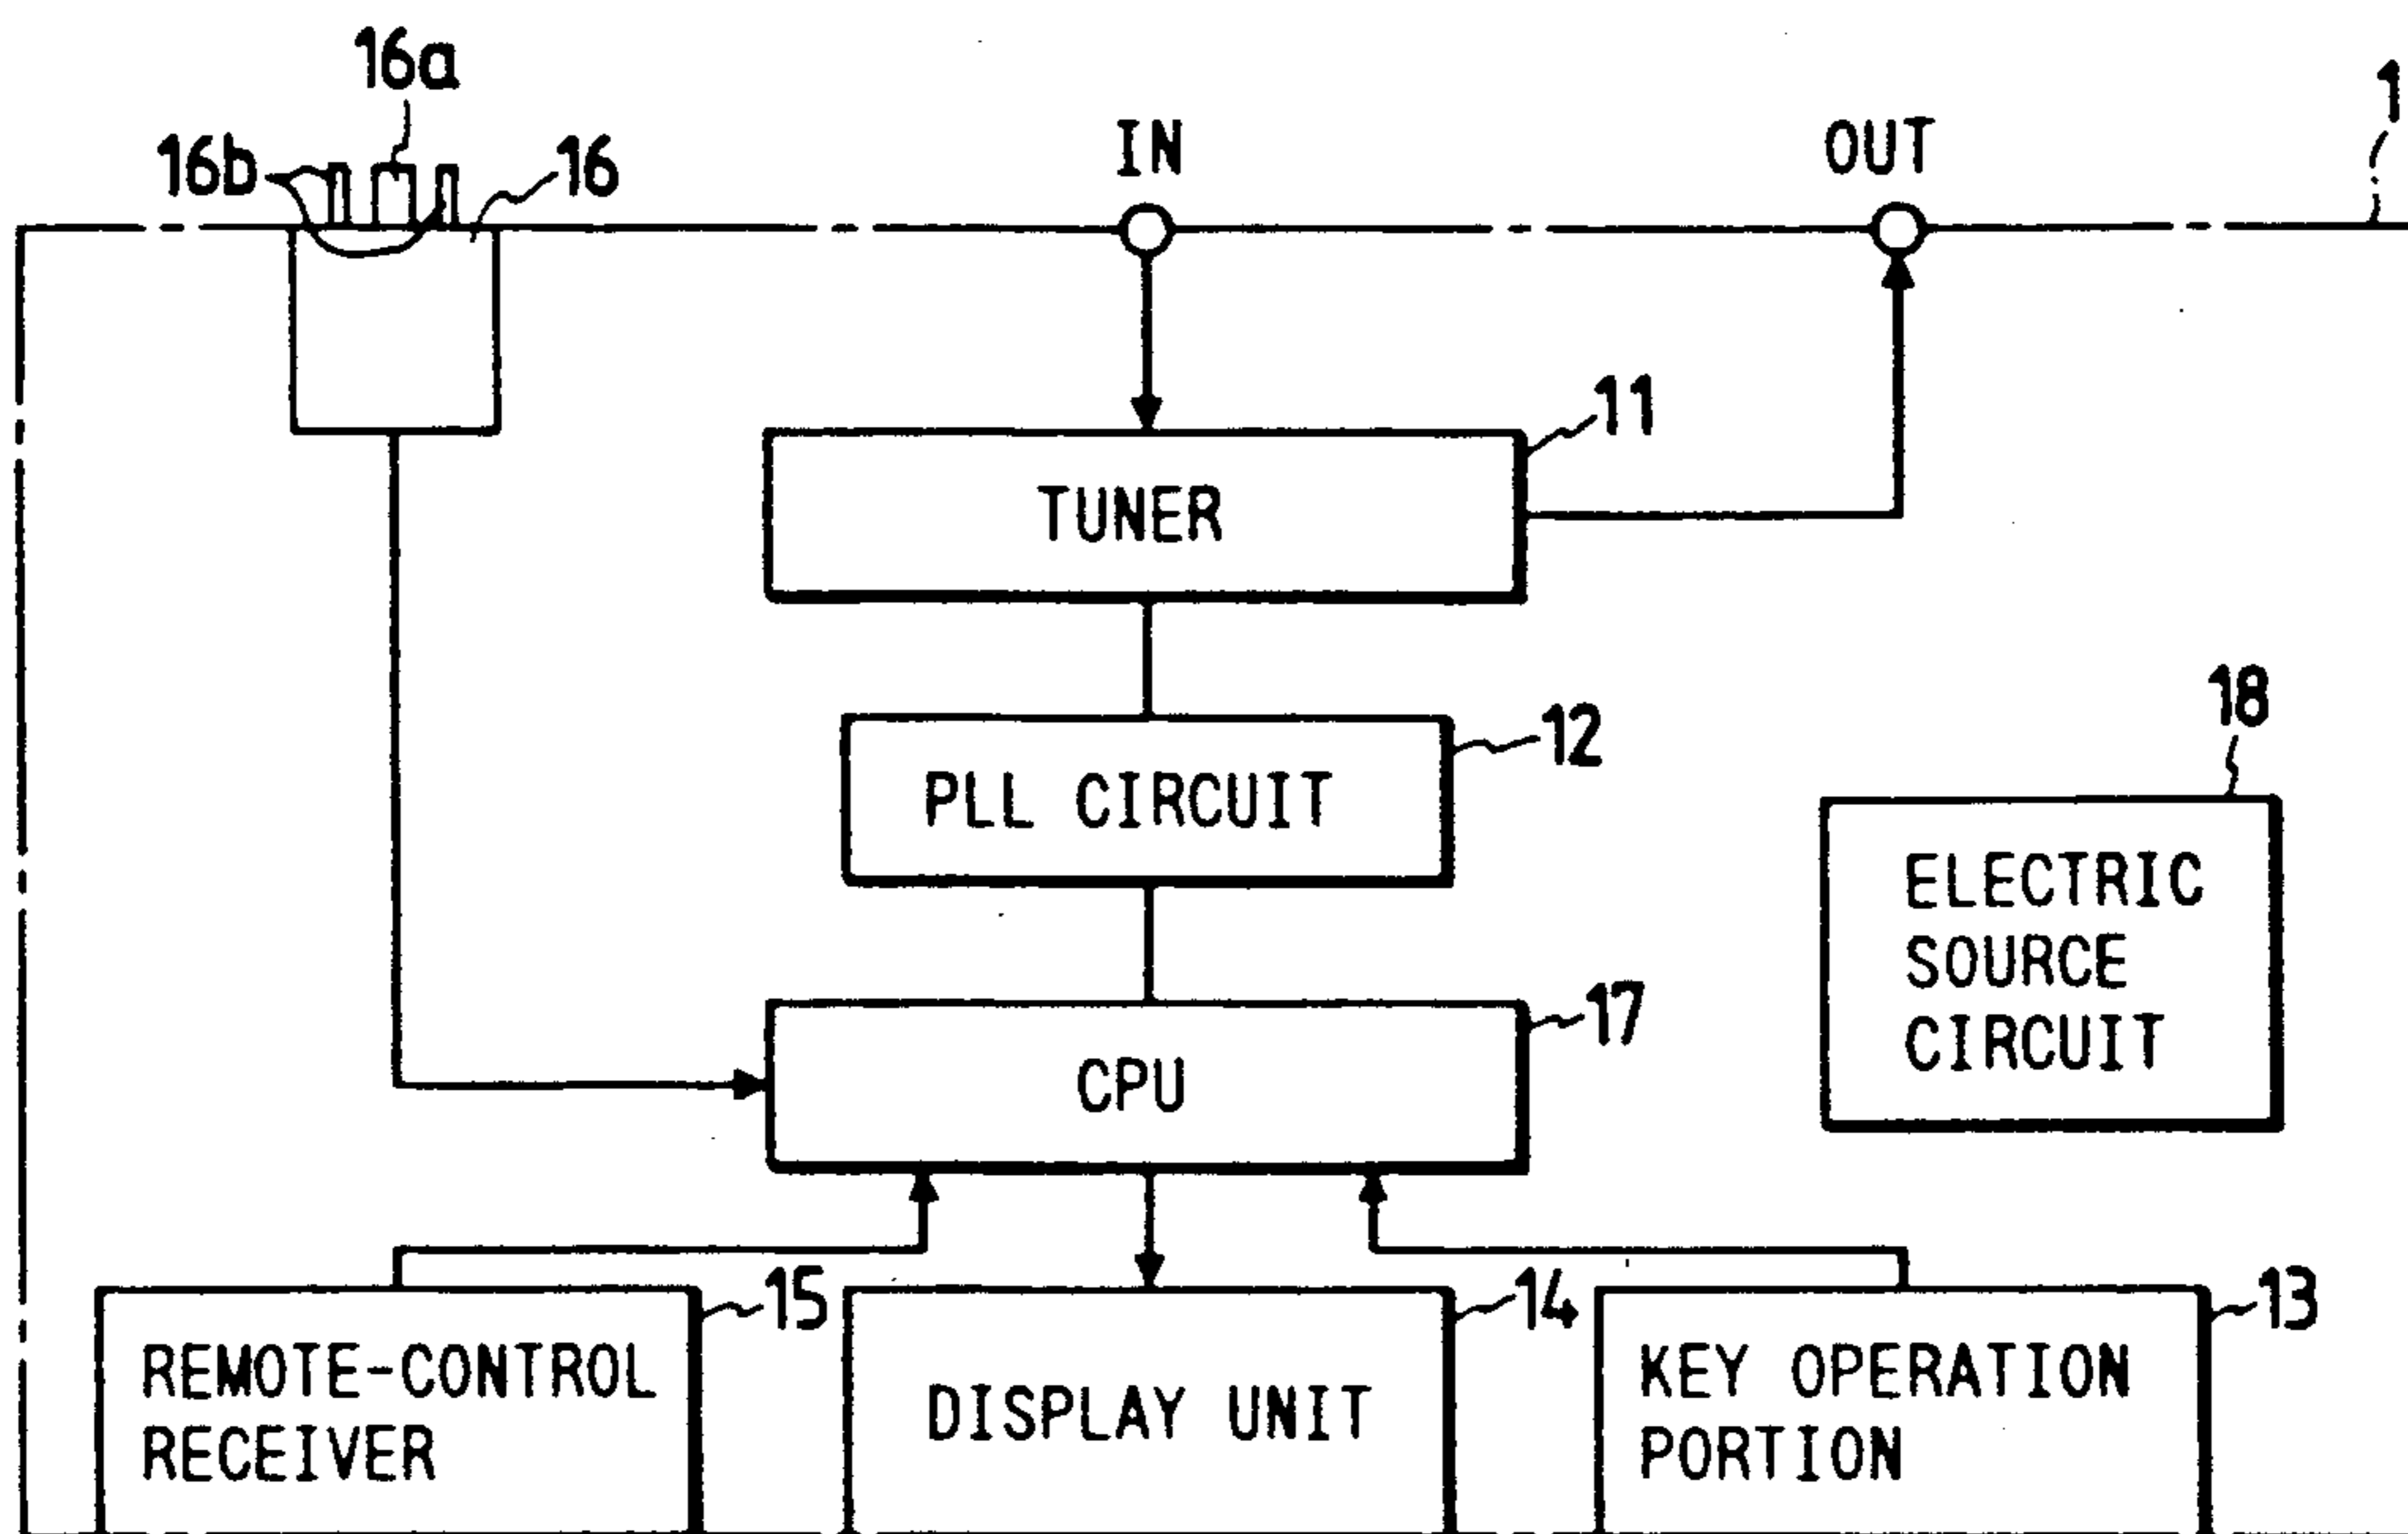 16a
1
16b
16
IN
OUT
11
TUNER
18
12
PLL CIRCUIT
ELECTRIC
SOURCE
CIRCUIT
17
CPU
15
14
13
REMOTE-CONTROL
RECEIVER
DISPLAY UNIT
KEY OPERATION
PORTION